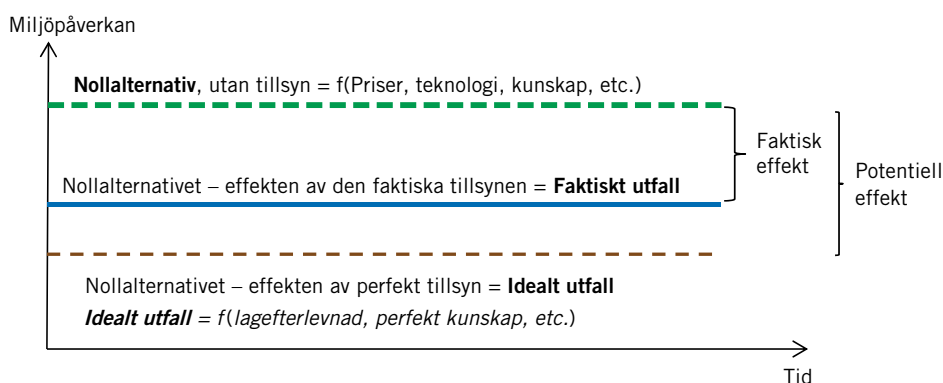 Miljöpåverkan
Nollalternativ, utan tillsyn = f(Priser, teknologi, kunskap, etc.)
Faktisk
effekt
Potentiell
effekt
Nollalternativet – effekten av den faktiska tillsynen = Faktiskt utfall
Nollalternativet – effekten av perfekt tillsyn = Idealt utfall
Idealt utfall = f(lagefterlevnad, perfekt kunskap, etc.)
Tid